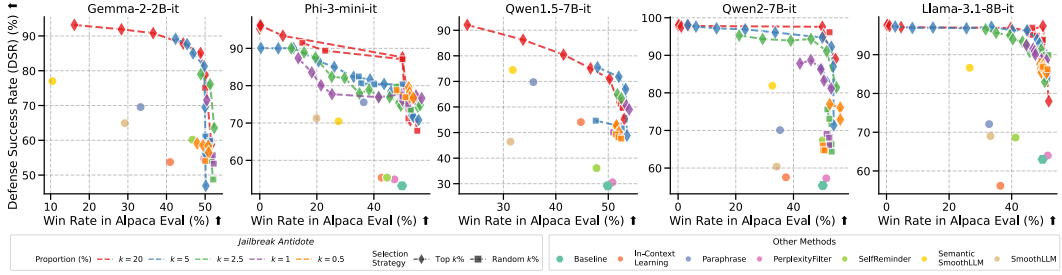 Gemma-2-2B-it
Phi-3-mini-it
Qwen1.5-7B-it
Qwen2-7B-it
Llama-3.1-8B-it
Defense Success Rate (DSR) (%) ➡
90
80
70
60
50
10
20
30
40
50
Win Rate in Alpaca Eval (%) ⬆
90
80
70
60
0
20
40
Win Rate in Alpaca Eval (%) ⬆
90
80
70
60
50
40
30
23
31
50
Win Rate in Alpaca Eval (%) ⬆
100
90
80
70
60
0
20
40
Win Rate in Alpaca Eval (%) ⬆
100
90
80
70
60
0
20
40
Win Rate in Alpaca Eval (%) ⬆
Jailbreak Antidote
Proportion (%) k = 20 k = 5 k = 2.5 k = 1 k = 0.5
Selection Strategy
Top k% Random k%
Other Methods
Baseline
In-Context Learning
Paraphrase
PerplexityFilter
SelfReminder
Semantic SmoothLLM
SmoothLLM